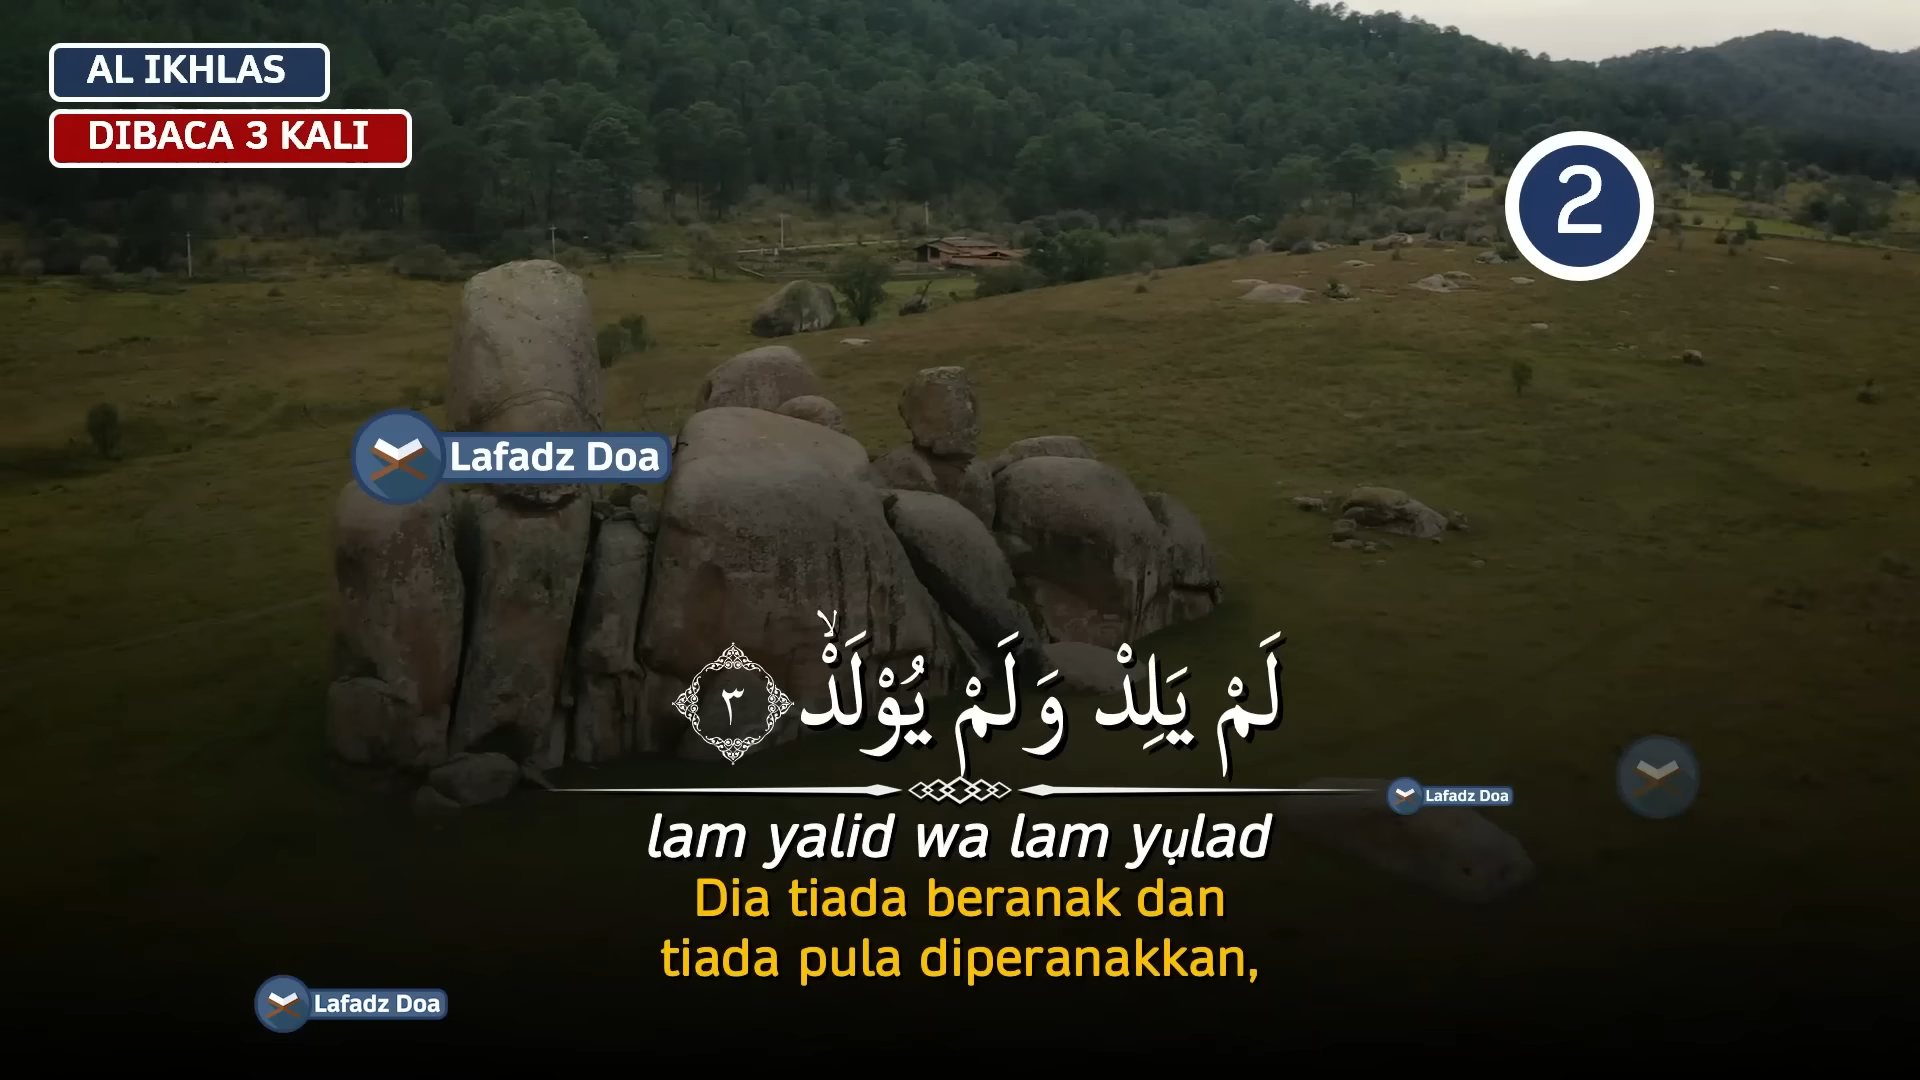 AL IKHLAS
DIBACA 3 KALI
2
Lafadz Doa
لَمْ يَلِدْ وَلَمْ يُوْلَدْۙ ٣
Lafadz Doa
lam yalid wa lam yụlad
Dia tiada beranak dan
tiada pula diperanakkan,
Lafadz Doa